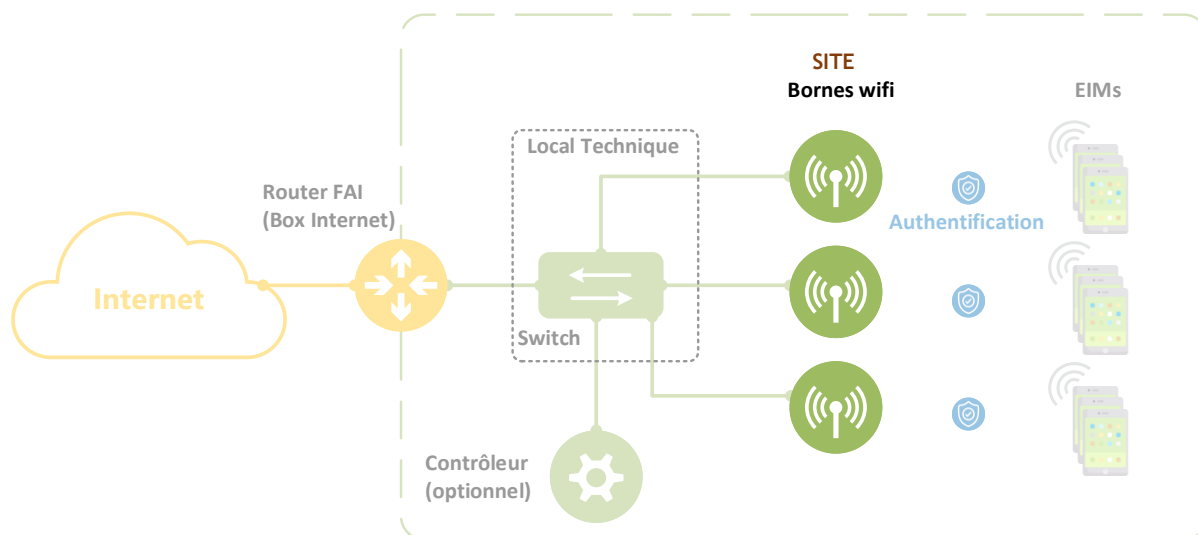 SITE
Bornes wifi
EIMs
Local Technique
Router FAI
(Box Internet)
Authentification
Internet
Switch
Contrôleur
(optionnel)